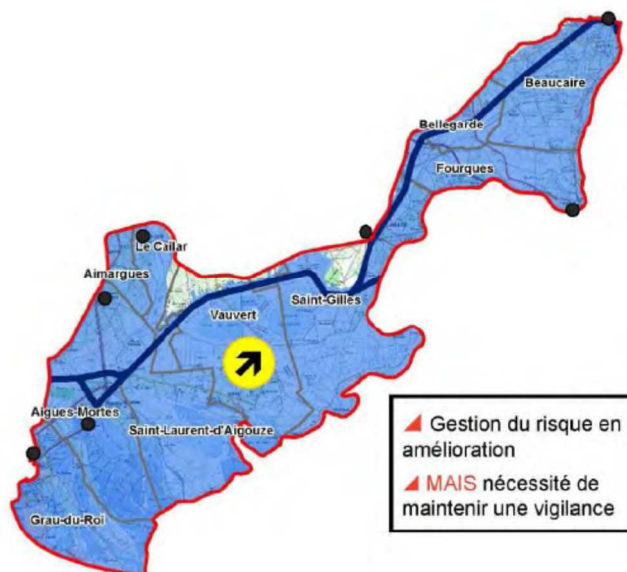 Beaucaire
Bellegarde
Fourques
Le Cailar
Aimargues
Saint-Gilles
Vauvert
Aigues-Mortes
Saint-Laurent-d'Aigouze
Grau-du-Roi
Gestion du risque en
amélioration
MAIS nécessité de
maintenir une vigilance